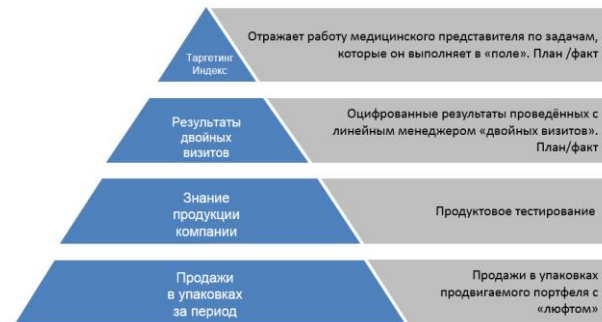 Таргетинг
Индекс
Отражает работу медицинского представителя по задачам,
которые он выполняет в «поле». План /факт
Результаты
двойных
визитов
Оцифрованные результаты проведённых с
линейным менеджером «двойных визитов».
План/факт
Знание
продукции
компании
Продуктовое тестирование
Продажи
в упаковках
за период
Продажи в упаковках
продвигаемого портфеля с
«люфтом»